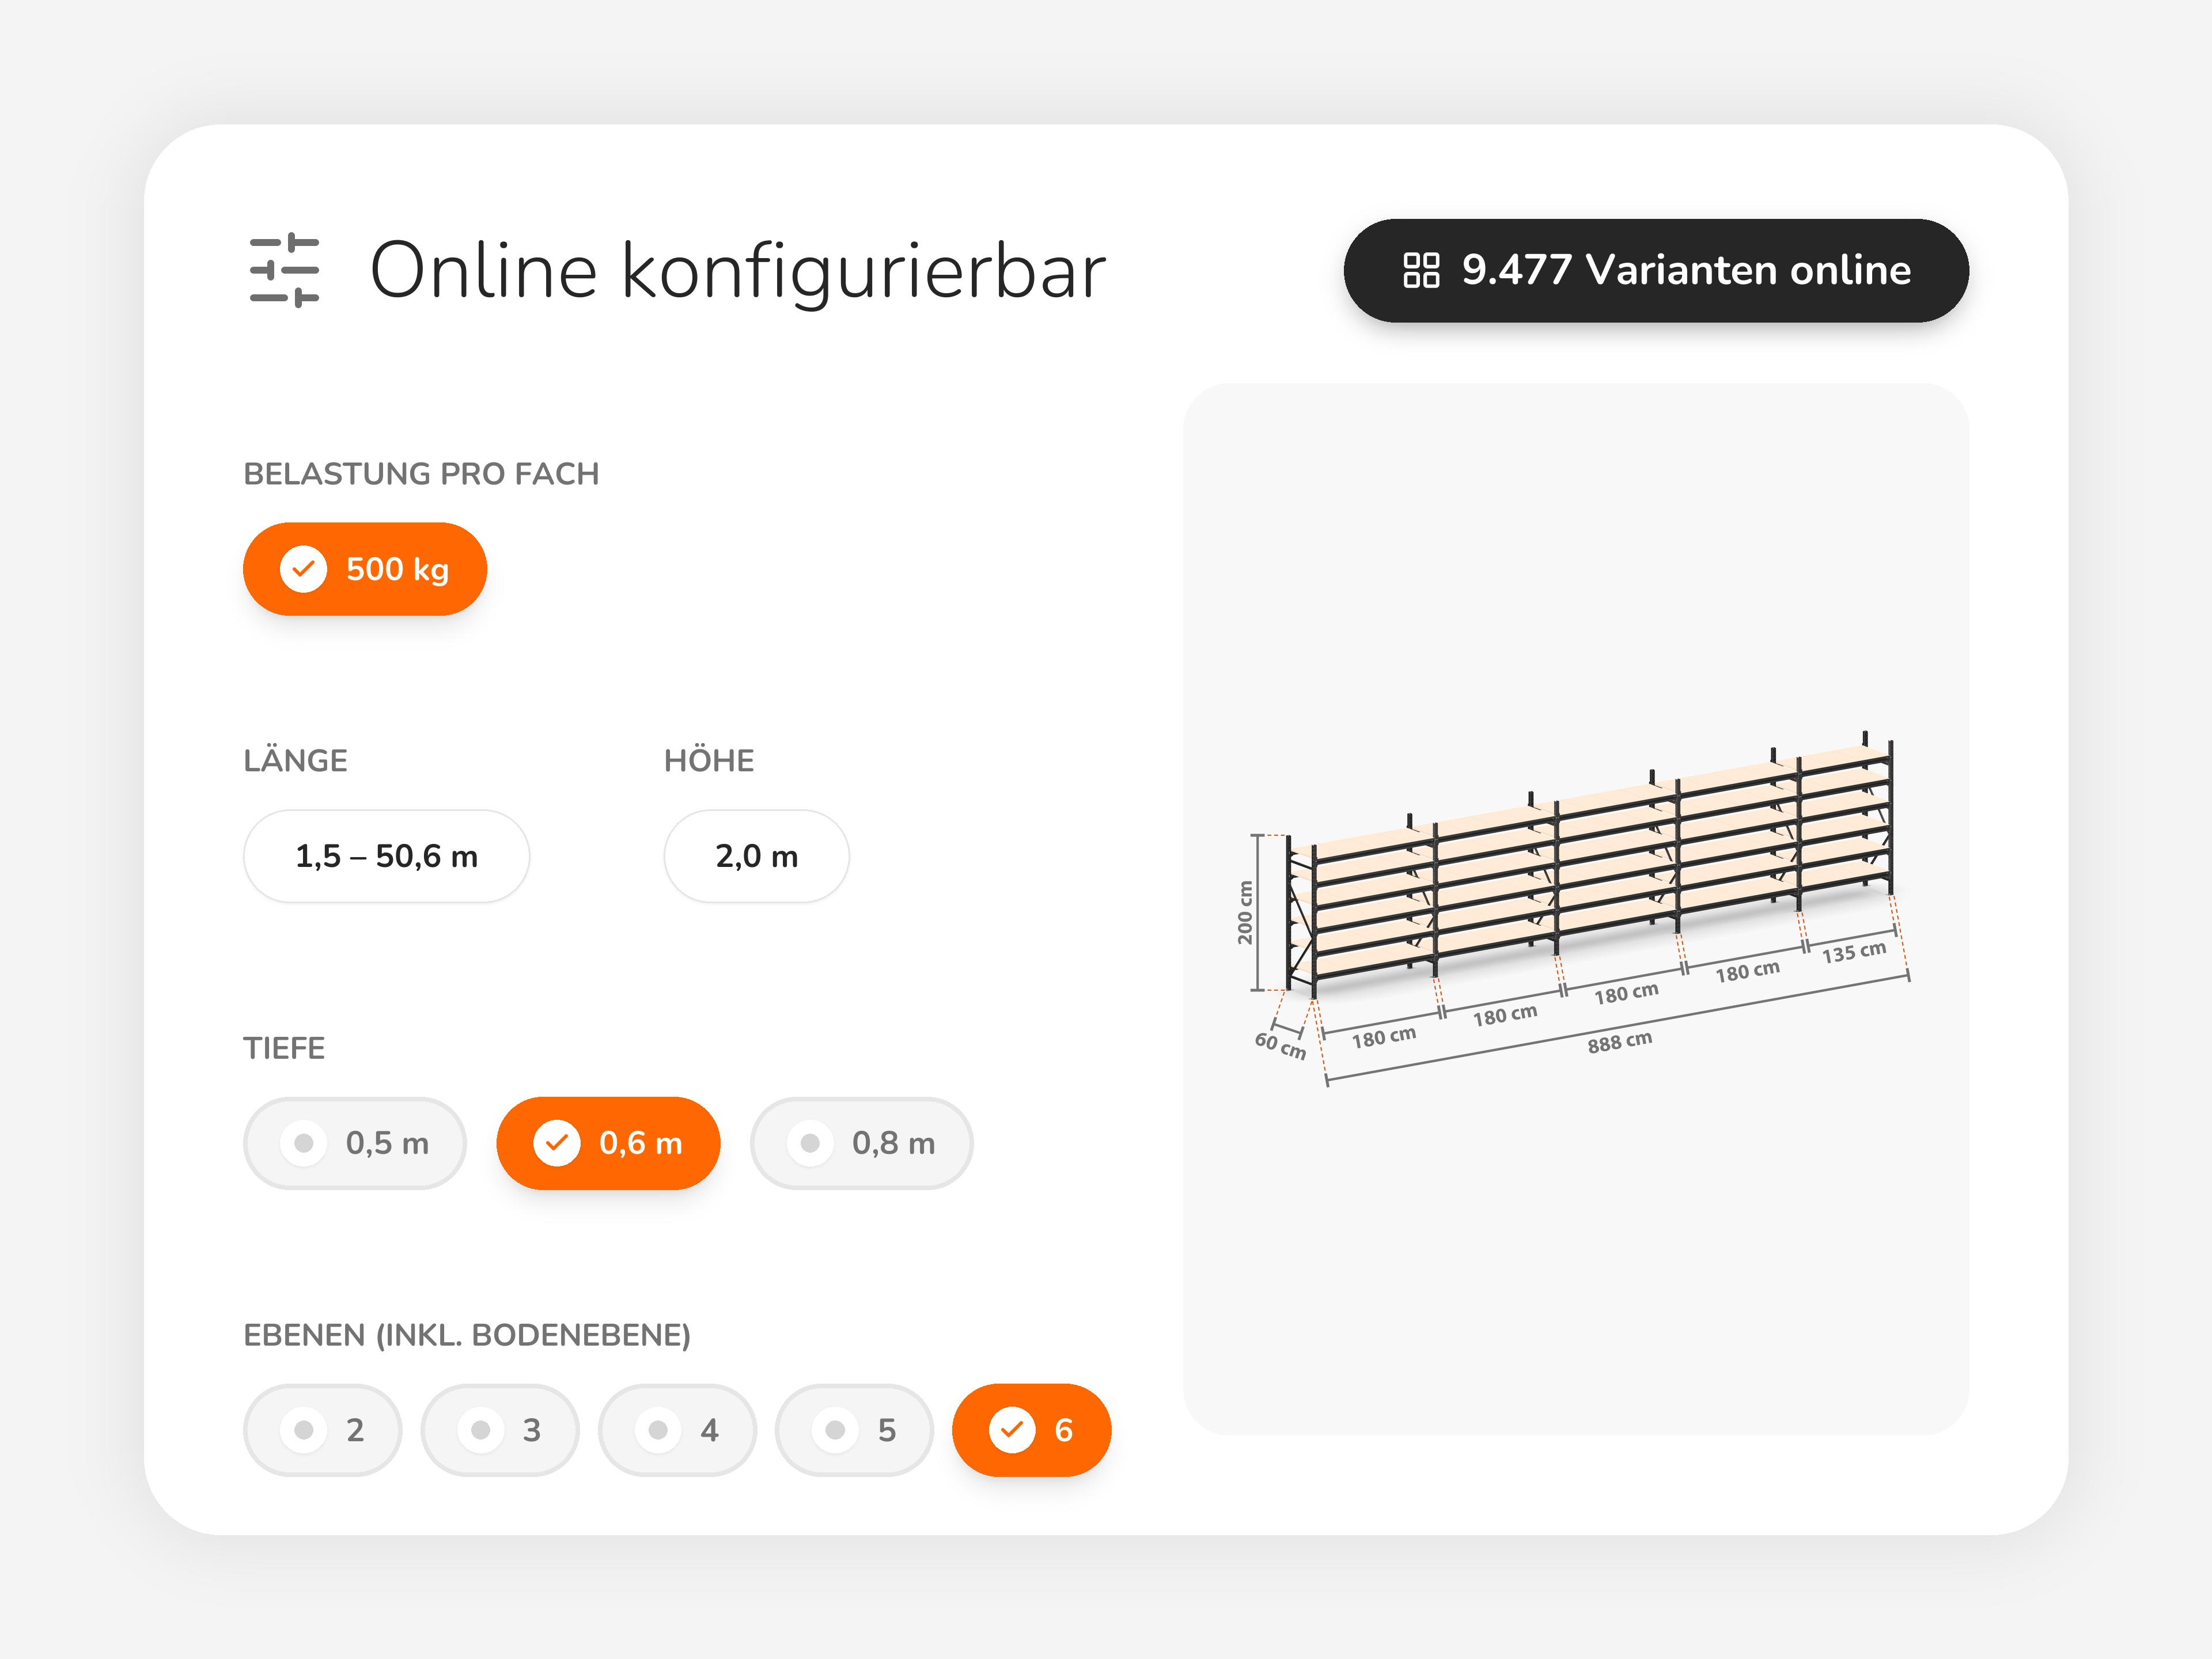 Online konfigurierbar
9.477 Varianten online
BELASTUNG PRO FACH
500 kg
LÄNGE
HÖHE
1,5 – 50,6 m
2,0 m
TIEFE
0,5 m
0,6 m
0,8 m
EBENEN (INKL. BODENEBENE)
2
3
4
5
6
200 cm
60 cm
180 cm
180 cm
180 cm
180 cm
135 cm
888 cm